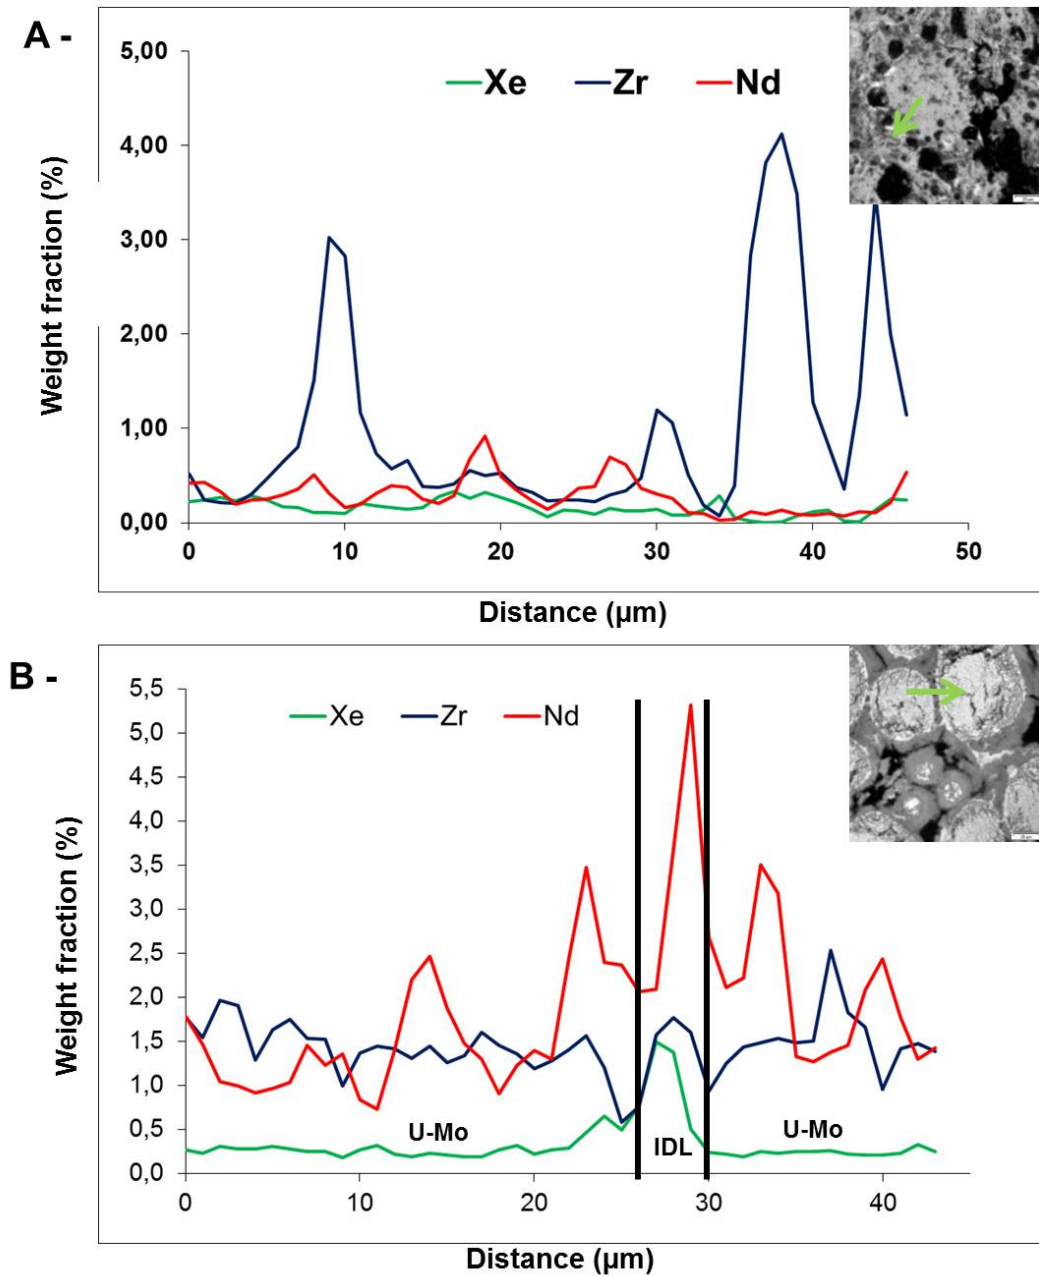 A -
5,00
4,00
3,00
2,00
1,00
0,00
Weight fraction (%)
Xe Zr Nd
0 10 20 30 40 50
Distance (µm)
B -
5,5
5,0
4,5
4,0
3,5
3,0
2,5
2,0
1,5
1,0
0,5
0,0
Weight fraction (%)
Xe Zr Nd
U-Mo IDL U-Mo
0 10 20 30 40
Distance (µm)